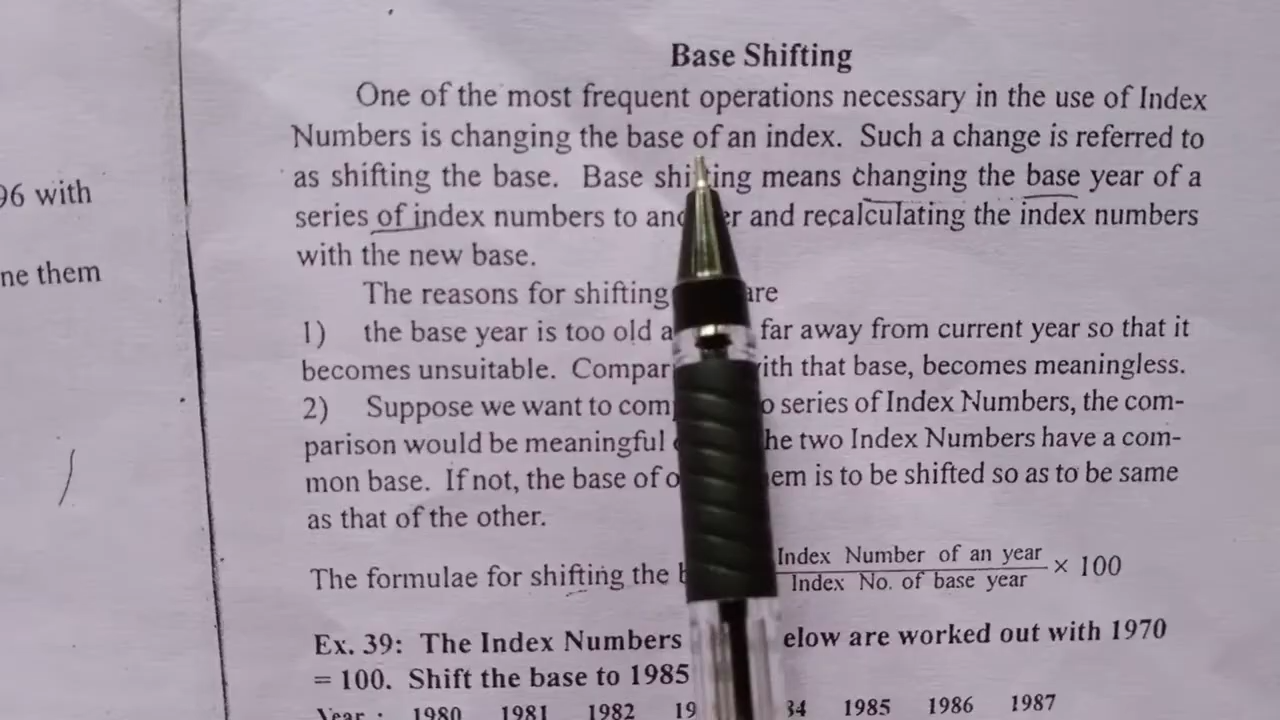 96 with
ne them
Base Shifting
One of the most frequent operations necessary in the use of Index
Numbers is changing the base of an index. Such a change is referred to
as shifting the base. Base shifting means changing the base year of a
series of index numbers to and er and recalculating the index numbers
with the new base.
The reasons for shifting are
1) the base year is too old a far away from current year so that it
becomes unsuitable. Compar ith that base, becomes meaningless.
2) Suppose we want to com o series of Index Numbers, the com-
parison would be meaningful he two Index Numbers have a com-
mon base. If not, the base of o em is to be shifted so as to be same
as that of the other.
The formulae for shifting the b Index Number of an year / Index No. of base year × 100
Ex. 39: The Index Numbers elow are worked out with 1970
= 100. Shift the base to 1985
Year : 1980 1981 1982 19 84 1985 1986 1987